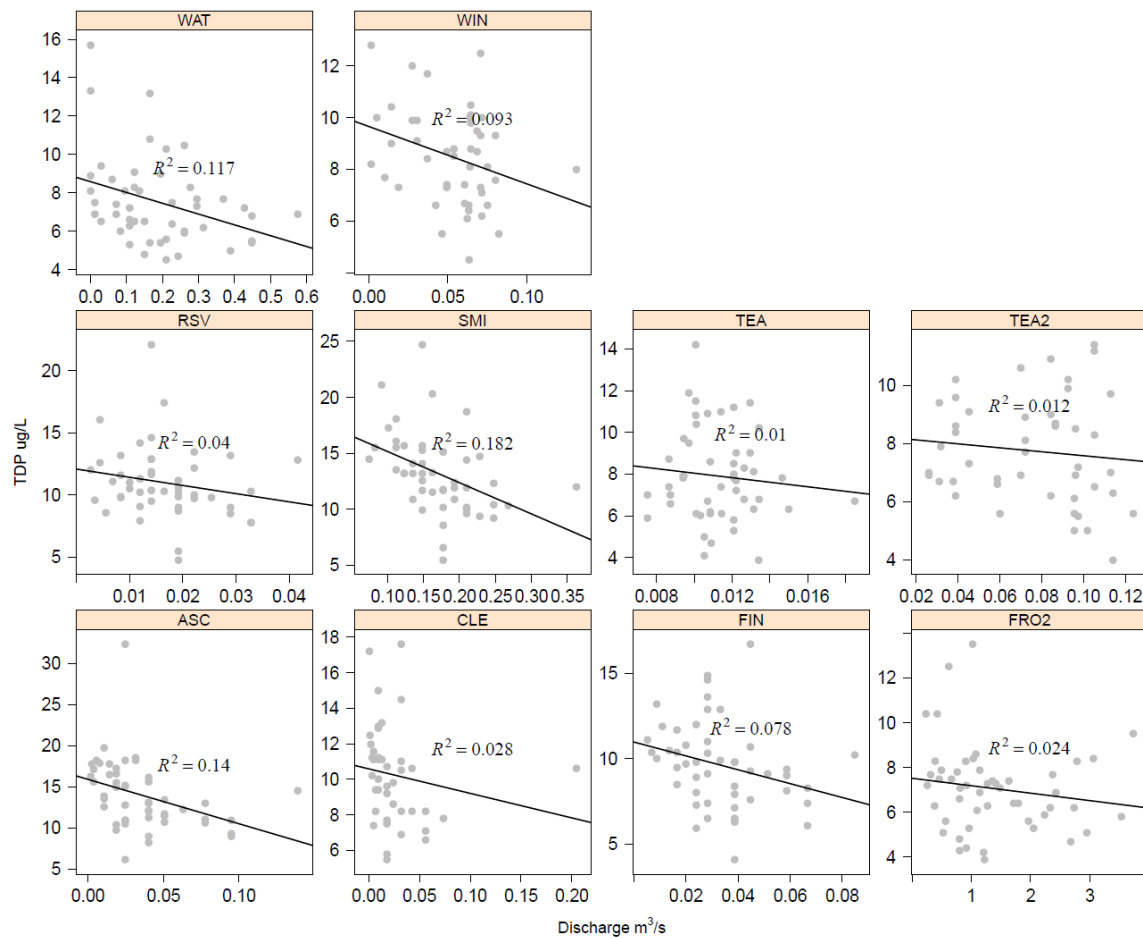 WAT WIN
16
14
12
10
8
6
4
12
10
8
6
R² = 0.117
R² = 0.093
0.0 0.1 0.2 0.3 0.4 0.5 0.6
0.00 0.05 0.10
RSV SMI TEA TEA2
TDP ug/L
20
15
10
5
25
20
15
10
5
14
12
10
8
6
4
10
8
6
4
R² = 0.04
R² = 0.182
R² = 0.01
R² = 0.012
0.01 0.02 0.03 0.04
0.10 0.15 0.20 0.25 0.30 0.35
0.008 0.012 0.016
0.02 0.04 0.06 0.08 0.10 0.12
ASC CLE FIN FRO2
30
25
20
15
10
5
18
16
14
12
10
8
6
15
10
5
12
10
8
6
4
R² = 0.14
R² = 0.028
R² = 0.078
R² = 0.024
0.00 0.05 0.10
0.00 0.05 0.10 0.15 0.20
0.02 0.04 0.06 0.08
1 2 3
Discharge m³/s